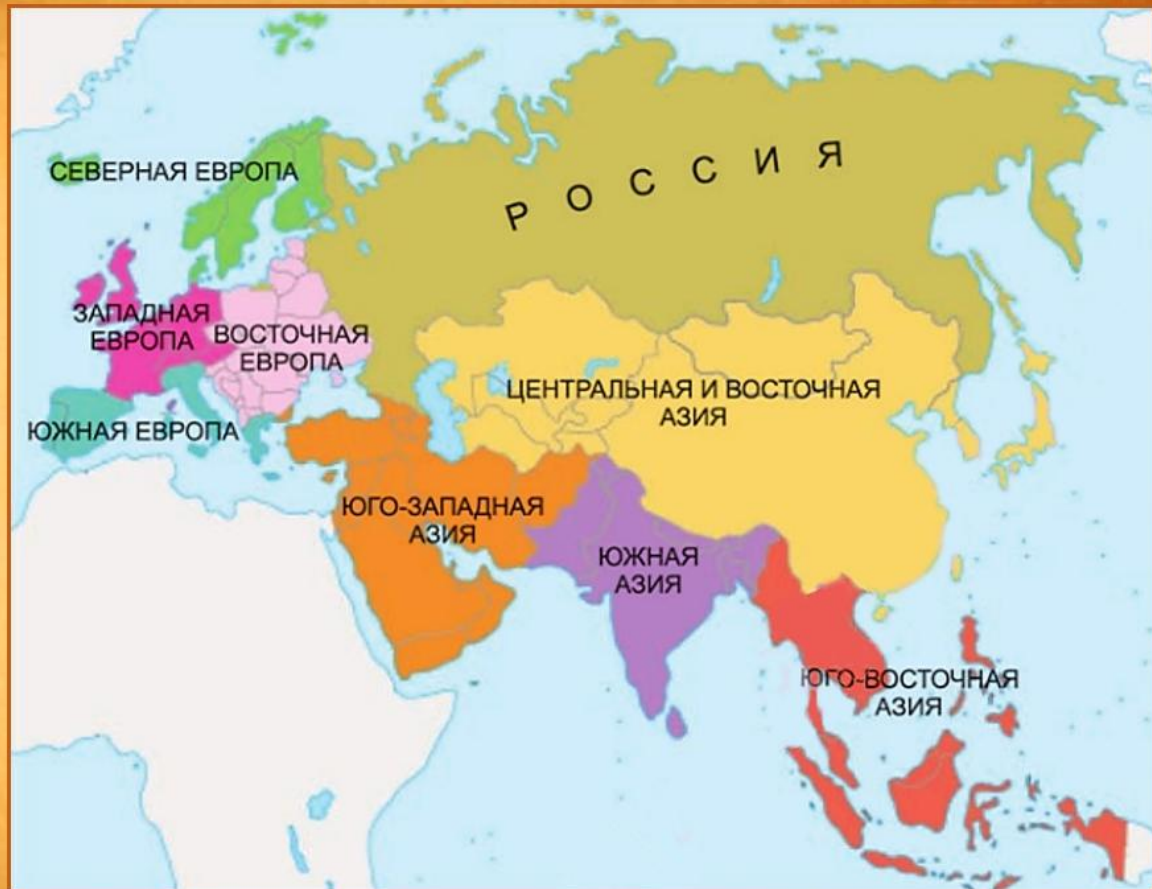 СЕВЕРНАЯ ЕВРОПА
РОССИЯ
ЗАПАДНАЯ
ЕВРОПА
ВОСТОЧНАЯ
ЕВРОПА
ЮЖНАЯ ЕВРОПА
ЦЕНТРАЛЬНАЯ И ВОСТОЧНАЯ
АЗИЯ
ЮГО-ЗАПАДНАЯ
АЗИЯ
ЮЖНАЯ
АЗИЯ
ЮГО-ВОСТОЧНАЯ
АЗИЯ